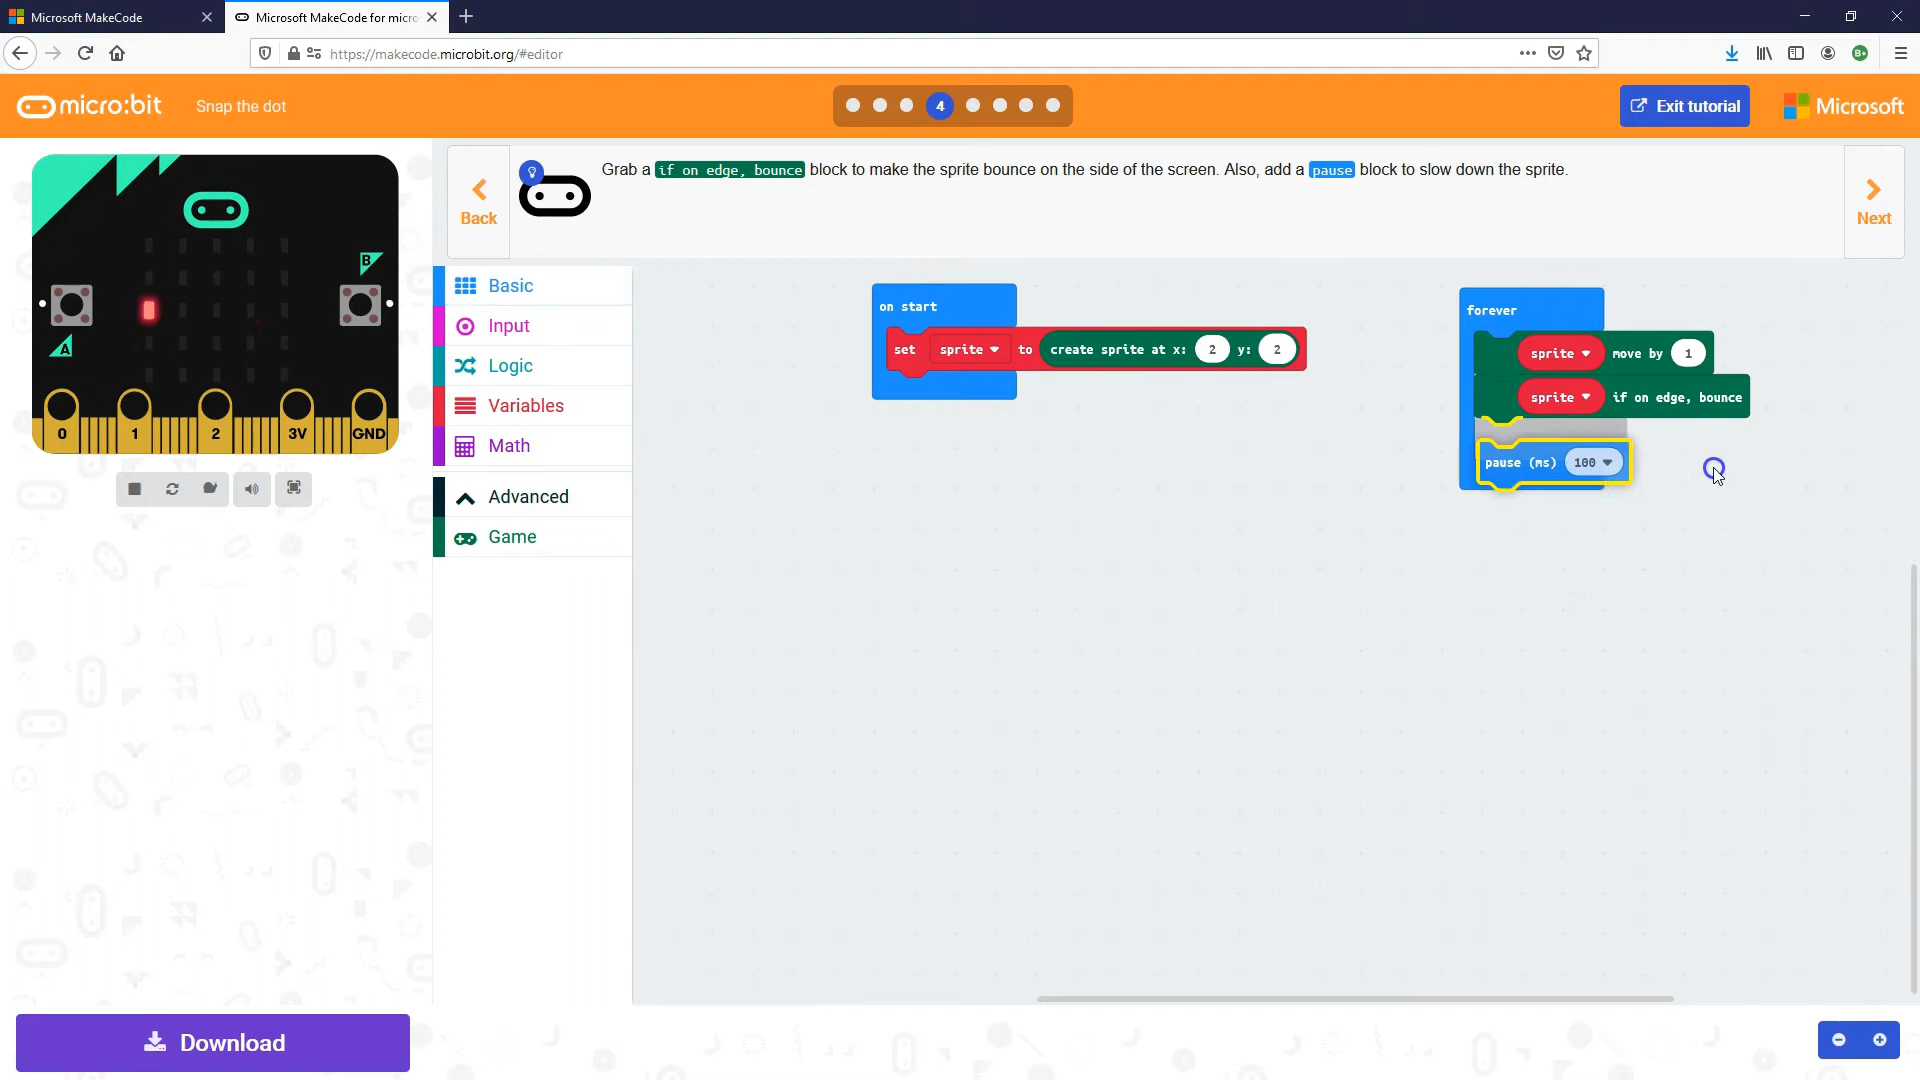 Microsoft MakeCode
Microsoft MakeCode for micro
https://makecode.microbit.org/#editor
B+
micro:bit
Snap the dot
4
Exit tutorial
Microsoft
Back
Grab a if on edge, bounce block to make the sprite bounce on the side of the screen. Also, add a pause block to slow down the sprite.
Next
B
A
0 1 2 3V GND
Basic
Input
Logic
Variables
Math
Advanced
Game
on start
set sprite to create sprite at x: 2 y: 2
forever
sprite move by 1
sprite if on edge, bounce
pause (ms) 100
Download